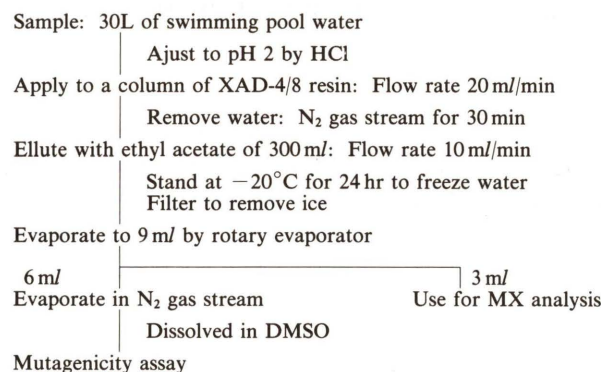 Sample: 30L of swimming pool water
Ajust to pH 2 by HCl
Apply to a column of XAD-4/8 resin: Flow rate 20 ml/min
Remove water: N₂ gas stream for 30 min
Ellute with ethyl acetate of 300 ml: Flow rate 10 ml/min
Stand at −20°C for 24 hr to freeze water
Filter to remove ice
Evaporate to 9 ml by rotary evaporator
6 ml 3 ml
Evaporate in N₂ gas stream Use for MX analysis
Dissolved in DMSO
Mutagenicity assay